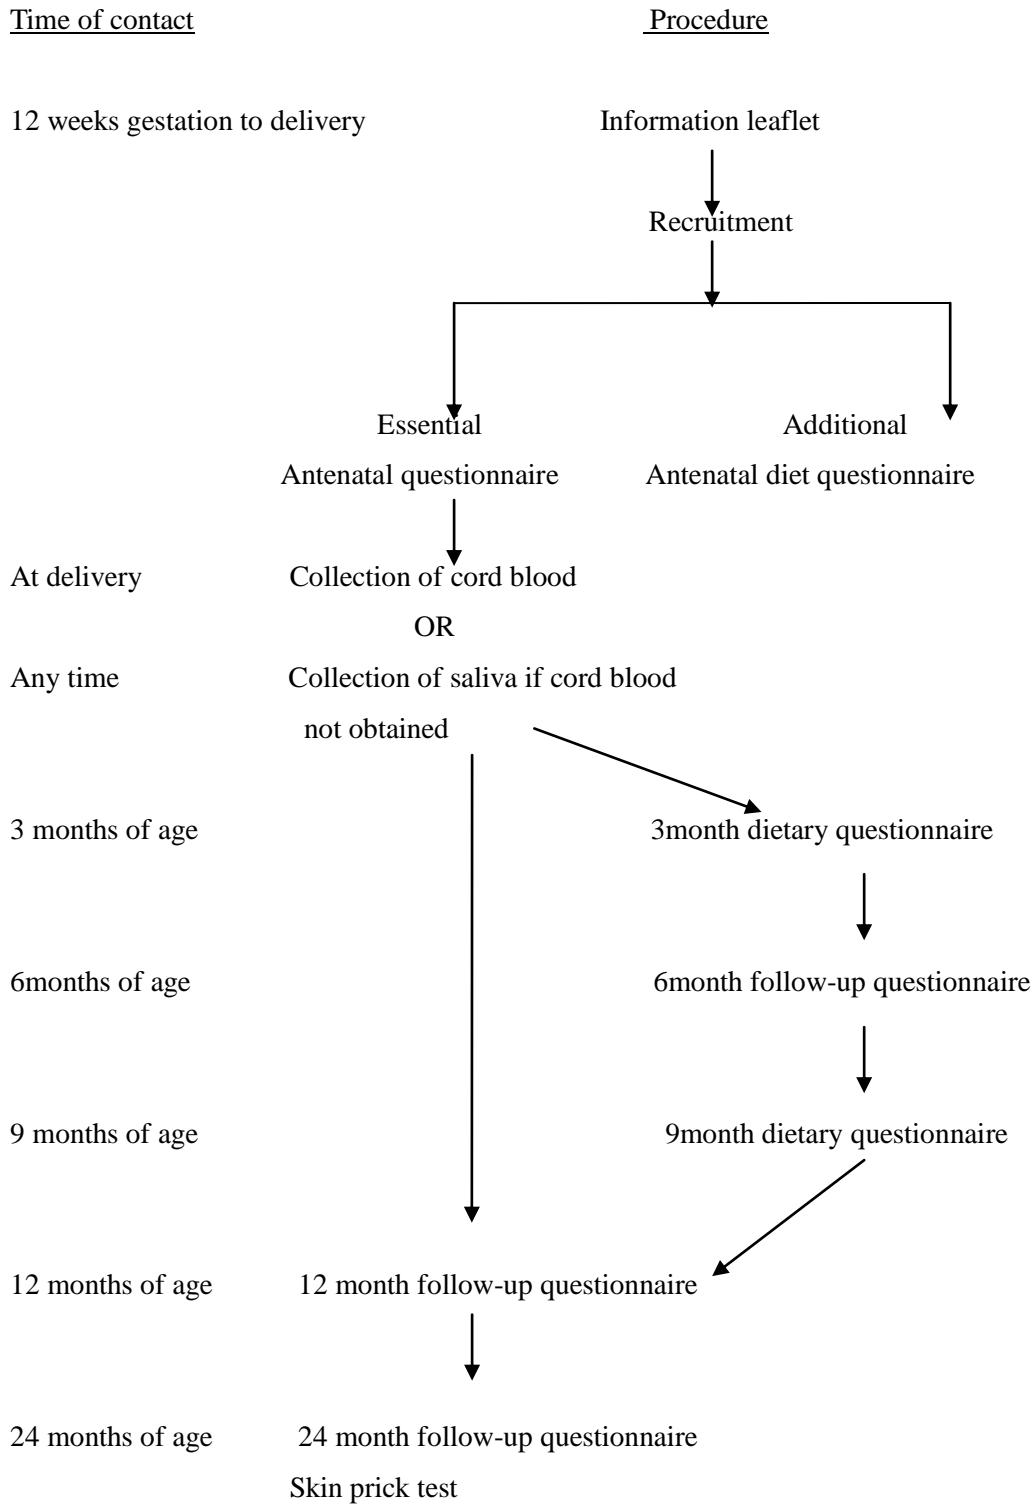 Time of contact Procedure
12 weeks gestation to delivery Information leaflet
Recruitment
Essential Additional
Antenatal questionnaire Antenatal diet questionnaire
At delivery Collection of cord blood
OR
Any time Collection of saliva if cord blood
not obtained
3 months of age 3month dietary questionnaire
6months of age 6month follow-up questionnaire
9 months of age 9month dietary questionnaire
12 months of age 12 month follow-up questionnaire
24 months of age 24 month follow-up questionnaire
Skin prick test